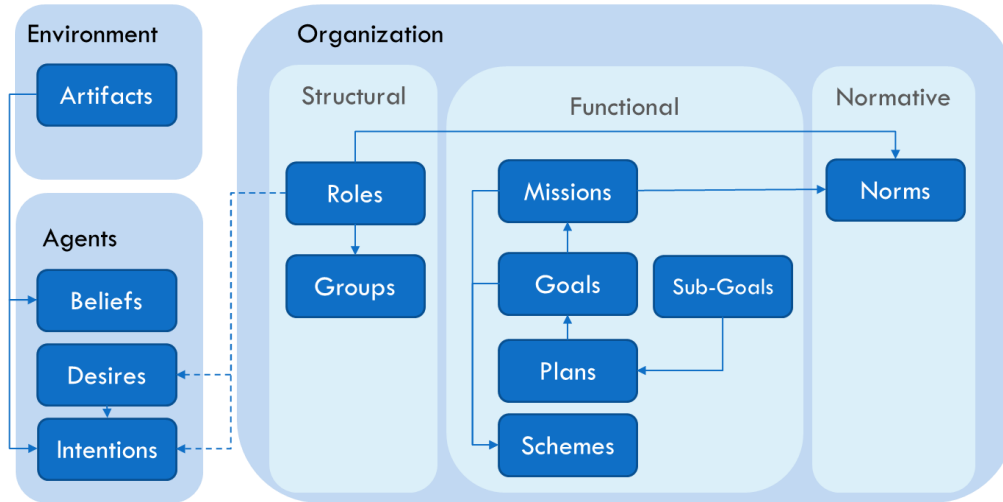 Environment
Artifacts
Agents
Beliefs
Desires
Intentions
Organization
Structural
Roles
Groups
Functional
Missions
Goals
Sub-Goals
Plans
Schemes
Normative
Norms